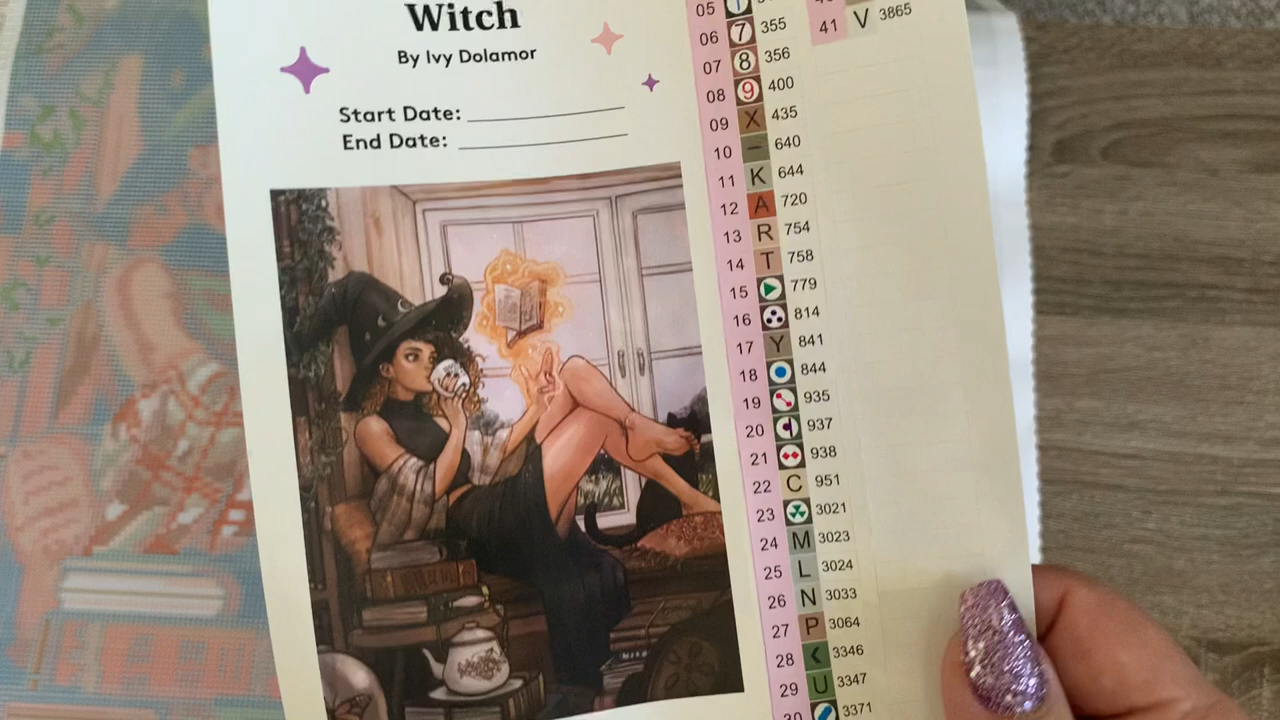 Witch
By Ivy Dolamor
Start Date:
End Date:
05
06 7 355
07 8 356
08 9 400
09 X 435
10 – 640
11 K 644
12 A 720
13 R 754
14 T 758
15 779
16 814
17 Y 841
18 844
19 935
20 937
21 938
22 C 951
23 3021
24 M 3023
25 L 3024
26 N 3033
27 P 3064
28 < 3346
29 U 3347
30 3371
41 V 3865